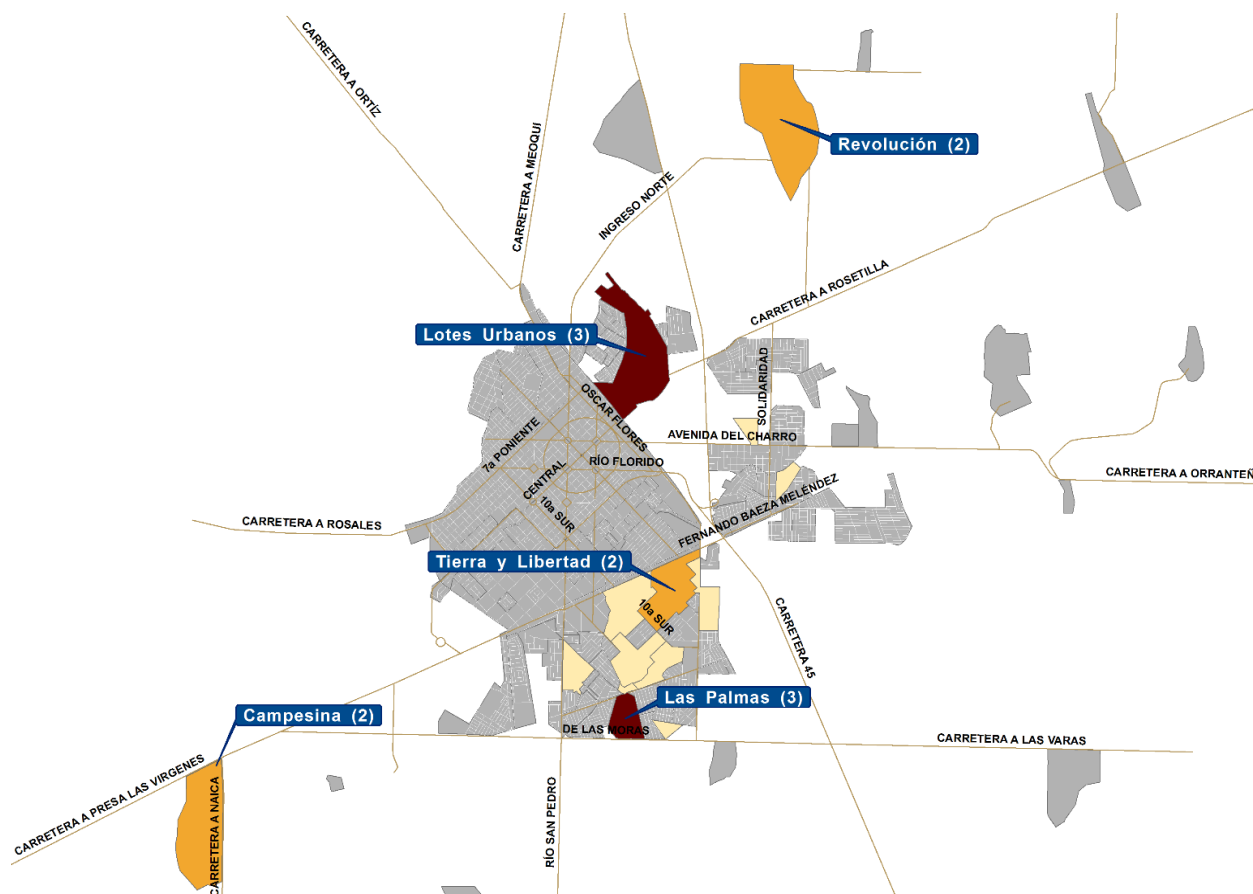 CARRETERA A ORTÍZ
CARRETERA A MEOQUI
INGRESO NORTE
Revolución (2)
CARRETERA A ROSETILLA
Lotes Urbanos (3)
SOLIDARIDAD
OSCAR FLORES
AVENIDA DEL CHARRO
7a PONIENTE
RÍO FLORIDO
CENTRAL
CARRETERA A ORRANTEÑ
10a SUR
FERNANDO BAEZA MELÉNDEZ
CARRETERA A ROSALES
Tierra y Libertad (2)
10a SUR
CARRETERA 45
Las Palmas (3)
Campesina (2)
DE LAS MORAS
CARRETERA A LAS VARAS
CARRETERA A PRESA LAS VIRGENES
CARRETERA A NAICA
RÍO SAN PEDRO